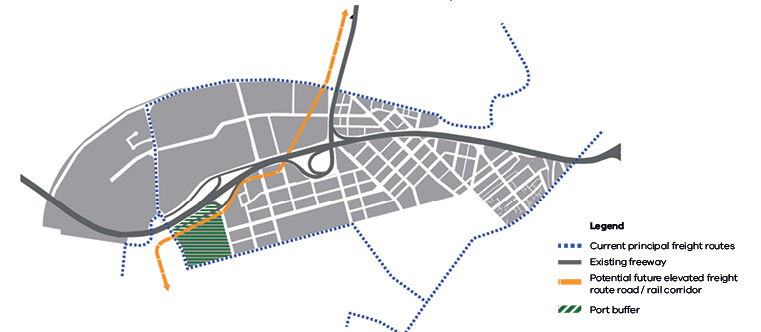 Legend
Current principal freight routes
Existing freeway
Potential future elevated freight
route road / rail corridor
Port buffer